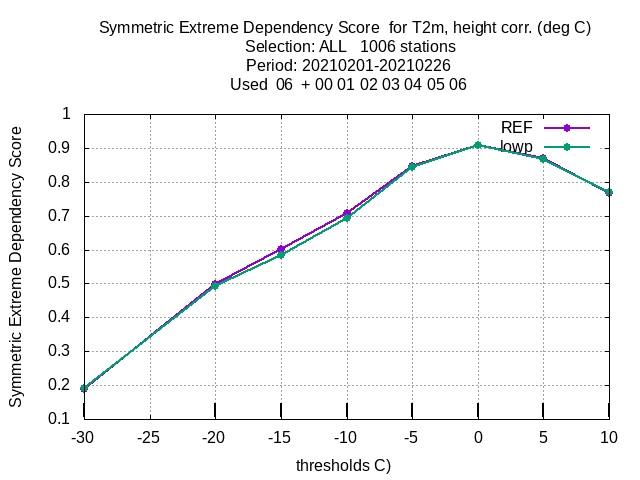 Symmetric Extreme Dependency Score  for T2m, height corr. (deg C)
Selection: ALL   1006 stations
Period: 20210201-20210226
Used  06  + 00 01 02 03 04 05 06
Symmetric Extreme Dependency Score
1
0.9
0.8
0.7
0.6
0.5
0.4
0.3
0.2
0.1
REF
lowp
-30 -25 -20 -15 -10 -5 0 5 10
thresholds C)